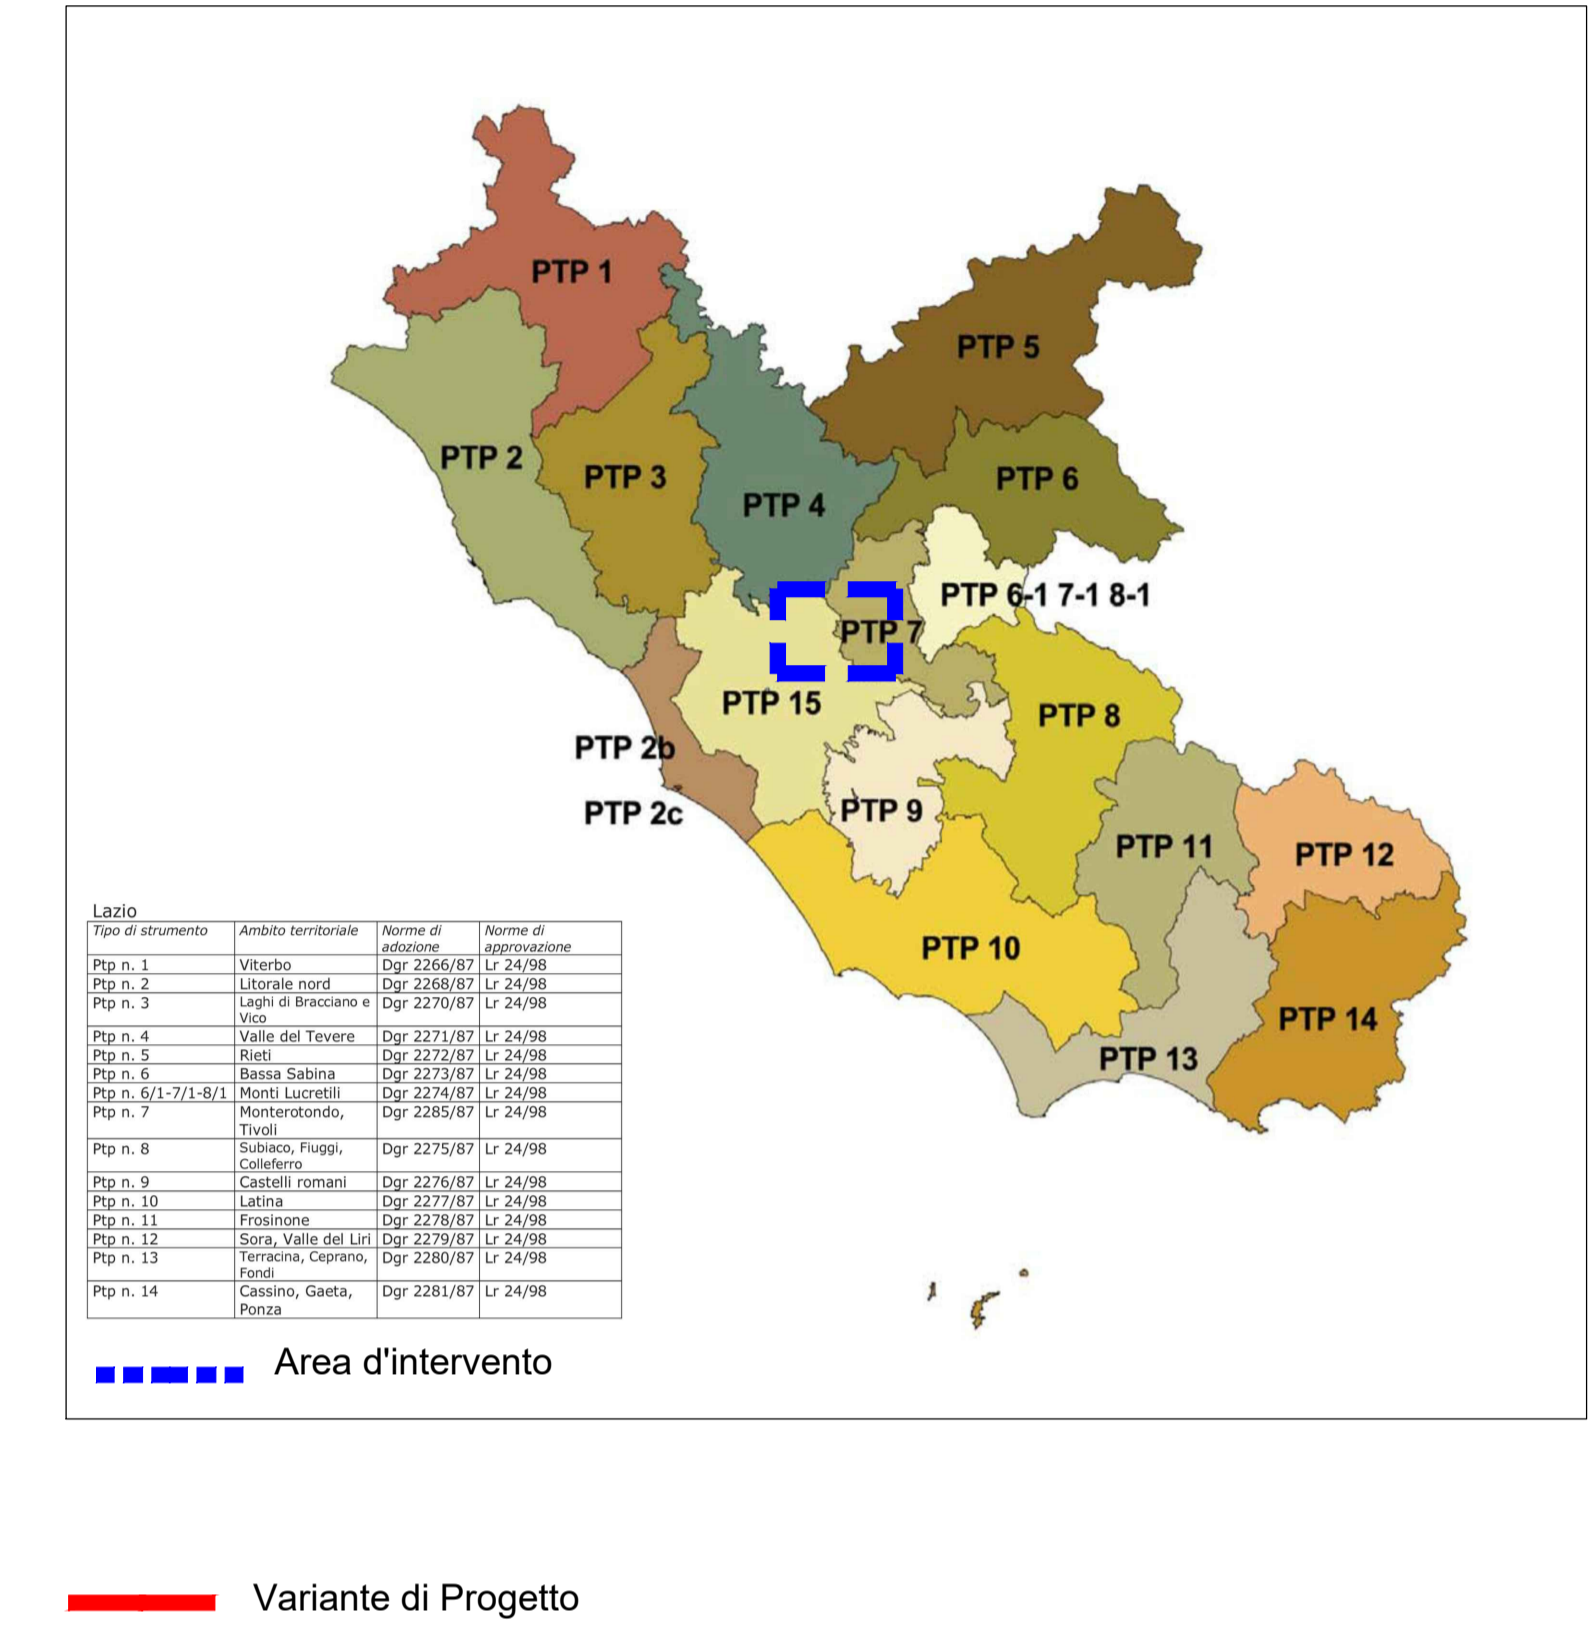 PTP 1
PTP 5
PTP 2
PTP 3
PTP 6
PTP 4
PTP 6-1 7-1 8-1
PTP 7
PTP 15
PTP 8
PTP 2b
PTP 2c
PTP 9
PTP 11
PTP 12
PTP 10
PTP 14
PTP 13
Lazio
Tipo di strumento Ambito territoriale Norme di adozione Norme di approvazione
Ptp n. 1 Viterbo Dgr 2266/87 Lr 24/98
Ptp n. 2 Litorale nord Dgr 2268/87 Lr 24/98
Ptp n. 3 Laghi di Bracciano e Vico Dgr 2270/87 Lr 24/98
Ptp n. 4 Valle del Tevere Dgr 2271/87 Lr 24/98
Ptp n. 5 Rieti Dgr 2272/87 Lr 24/98
Ptp n. 6 Bassa Sabina Dgr 2273/87 Lr 24/98
Ptp n. 6/1-7/1-8/1 Monti Lucretili Dgr 2274/87 Lr 24/98
Ptp n. 7 Monterotondo, Tivoli Dgr 2285/87 Lr 24/98
Ptp n. 8 Subiaco, Fiuggi, Colleferro Dgr 2275/87 Lr 24/98
Ptp n. 9 Castelli romani Dgr 2276/87 Lr 24/98
Ptp n. 10 Latina Dgr 2277/87 Lr 24/98
Ptp n. 11 Frosinone Dgr 2278/87 Lr 24/98
Ptp n. 12 Sora, Valle del Liri Dgr 2279/87 Lr 24/98
Ptp n. 13 Terracina, Ceprano, Fondi Dgr 2280/87 Lr 24/98
Ptp n. 14 Cassino, Gaeta, Ponza Dgr 2281/87 Lr 24/98
Area d'intervento
Variante di Progetto